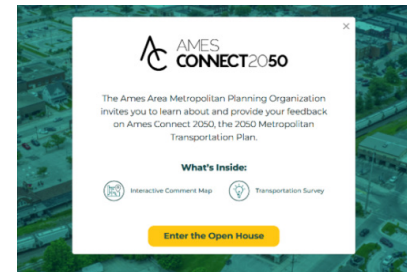 AMES
CONNECT2050
The Ames Area Metropolitan Planning Organization
invites you to learn about and provide your feedback
on Ames Connect 2050, the 2050 Metropolitan
Transportation Plan.
What's Inside:
Interactive Comment Map
Transportation Survey
Enter the Open House